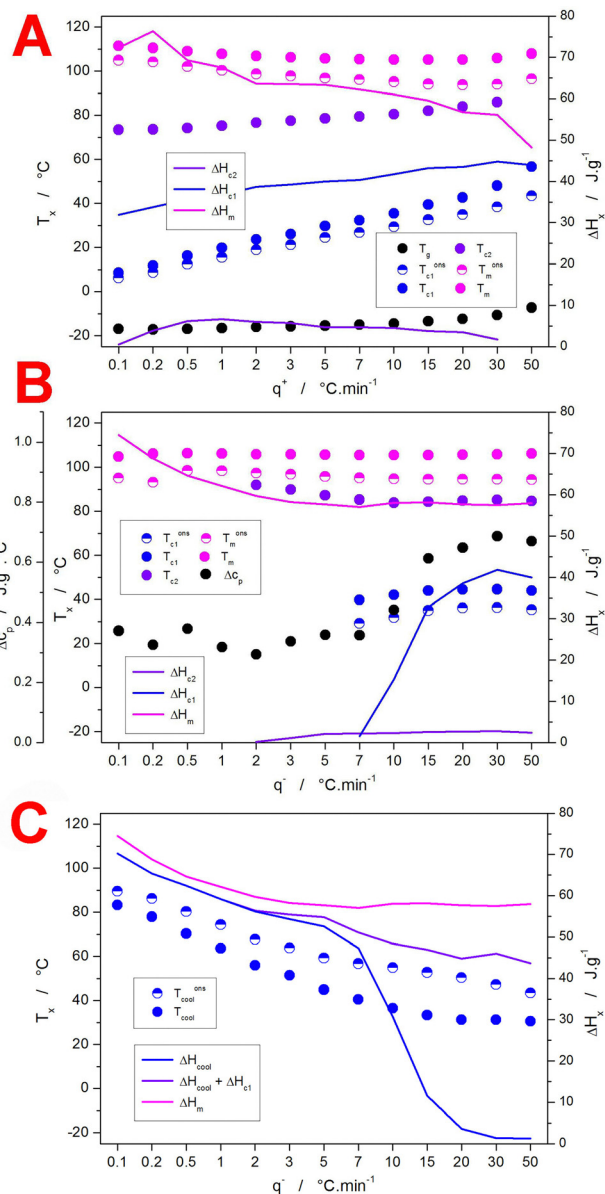 A
120
100
80
60
40
20
0
-20
T_x / °C
80
70
60
50
40
30
20
10
0
ΔH_x / J.g⁻¹
ΔH_c2
ΔH_c1
ΔH_m
T_g T_c2
T_c1^ons T_m^ons
T_c1 T_m
0.1 0.2 0.5 1 2 3 5 7 10 15 20 30 50
q⁺ / °C.min⁻¹
B
1.0
0.8
0.6
0.4
0.2
0.0
Δc_p / J.g . C
120
100
80
60
40
20
0
-20
T_x / °C
80
70
60
50
40
30
20
10
0
ΔH_x / J.g⁻¹
T_c1^ons T_m^ons
T_c1 T_m
T_c2 Δc_p
ΔH_c2
ΔH_c1
ΔH_m
0.1 0.2 0.5 1 2 3 5 7 10 15 20 30 50
q⁻ / °C.min⁻¹
C
120
100
80
60
40
20
0
-20
T_x / °C
80
70
60
50
40
30
20
10
0
ΔH_x / J.g⁻¹
T_cool^ons
T_cool
ΔH_cool
ΔH_cool + ΔH_c1
ΔH_m
0.1 0.2 0.5 1 2 3 5 7 10 15 20 30 50
q⁻ / °C.min⁻¹